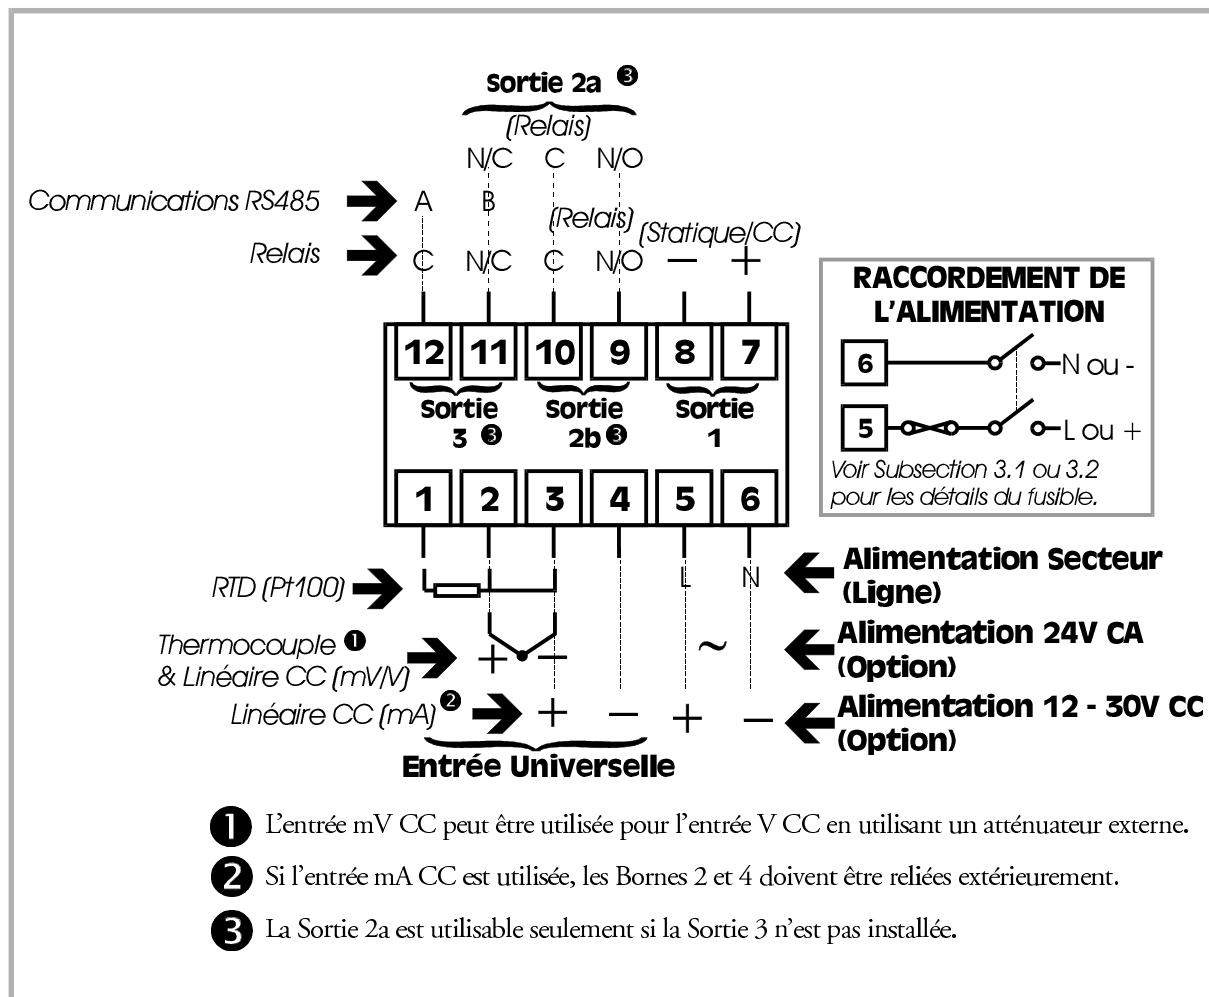 Sortie 2a ❸
(Relais)
N/C C N/O
Communications RS485 A B
(Relais) (Statique/CC)
Relais C N/C C N/O − +
12 11 10 9 8 7
Sortie 3 ❸
Sortie 2b ❸
Sortie 1
1 2 3 4 5 6
RACCORDEMENT DE
L'ALIMENTATION
6 N ou -
5 L ou +
Voir Subsection 3.1 ou 3.2
pour les détails du fusible.
RTD (Pt100)
L N
Alimentation Secteur
(Ligne)
Thermocouple ❶
& Linéaire CC (mV/V) + −
~
Alimentation 24V CA
(Option)
Linéaire CC (mA) ❷ + − + −
Alimentation 12 - 30V CC
(Option)
Entrée Universelle
❶ L'entrée mV CC peut être utilisée pour l'entrée V CC en utilisant un atténuateur externe.
❷ Si l'entrée mA CC est utilisée, les Bornes 2 et 4 doivent être reliées extérieurement.
❸ La Sortie 2a est utilisable seulement si la Sortie 3 n'est pas installée.